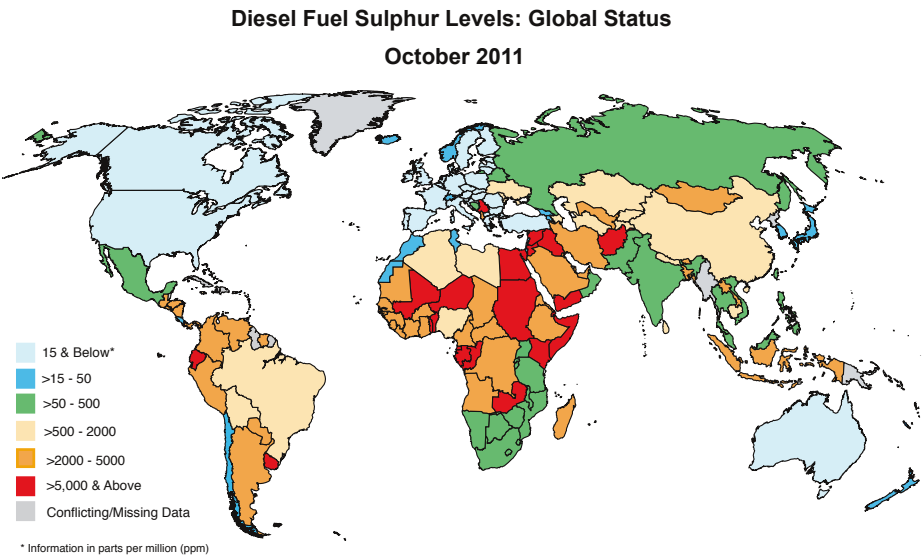 Diesel Fuel Sulphur Levels: Global Status
October 2011
15 & Below*
>15 - 50
>50 - 500
>500 - 2000
>2000 - 5000
>5,000 & Above
Conflicting/Missing Data
* Information in parts per million (ppm)